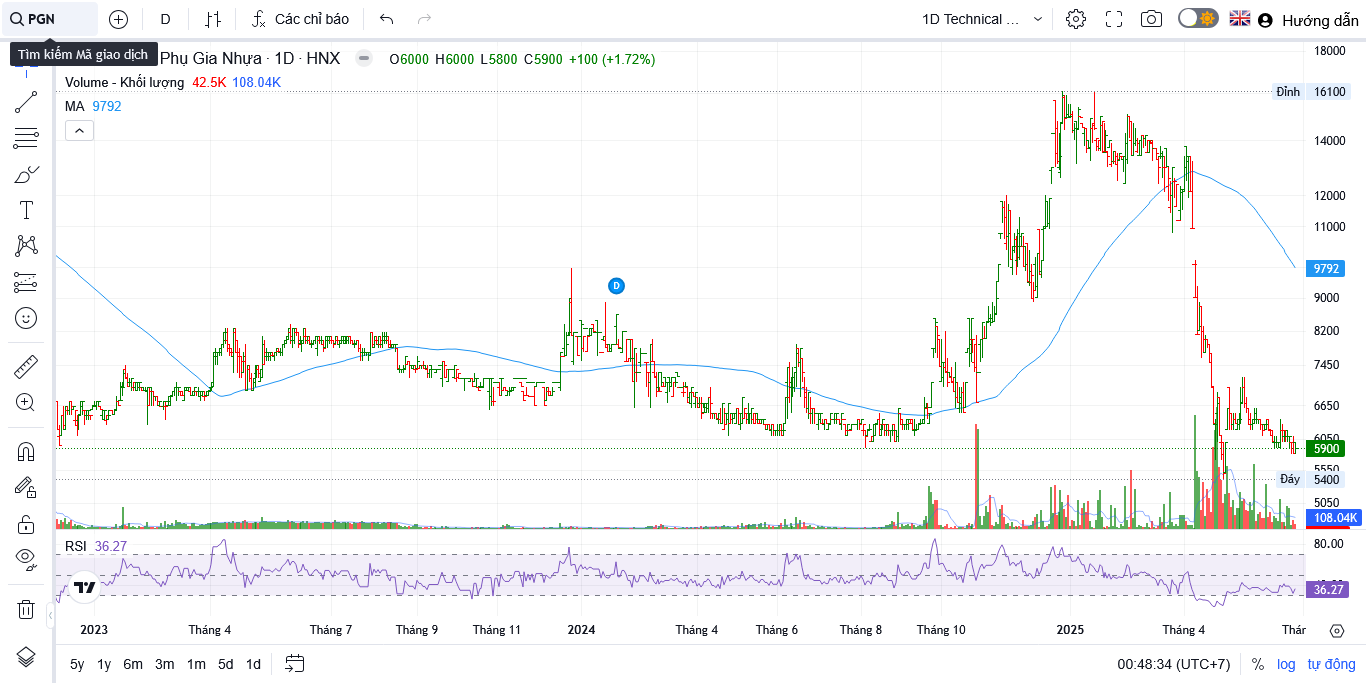 PGN
D
Các chỉ báo
1D Technical ...
Hướng dẫn
Tìm kiếm Mã giao dịch
Phụ Gia Nhựa · 1D · HNX
O6000 H6000 L5800 C5900 +100 (+1.72%)
Volume - Khối lượng 42.5K 108.04K
MA 9792
D
18000
Đỉnh 16100
14000
12000
11000
9792
9000
8200
7450
6650
6050
5900
5550
Đáy 5400
5050
108.04K
RSI 36.27
80.00
36.27
2023 Tháng 4 Tháng 7 Tháng 9 Tháng 11 2024 Tháng 4 Tháng 6 Tháng 8 Tháng 10 2025 Tháng 4 Thár
5y 1y 6m 3m 1m 5d 1d
00:48:34 (UTC+7) % log tự động